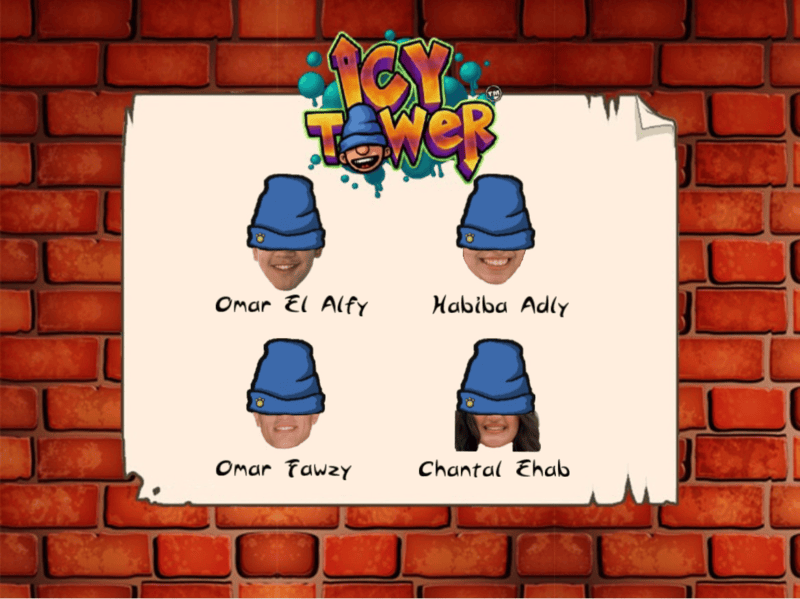 ICY
TOWER
TM
Omar El Alfy
Habiba Adly
Omar Fawzy
Chantal Ehab